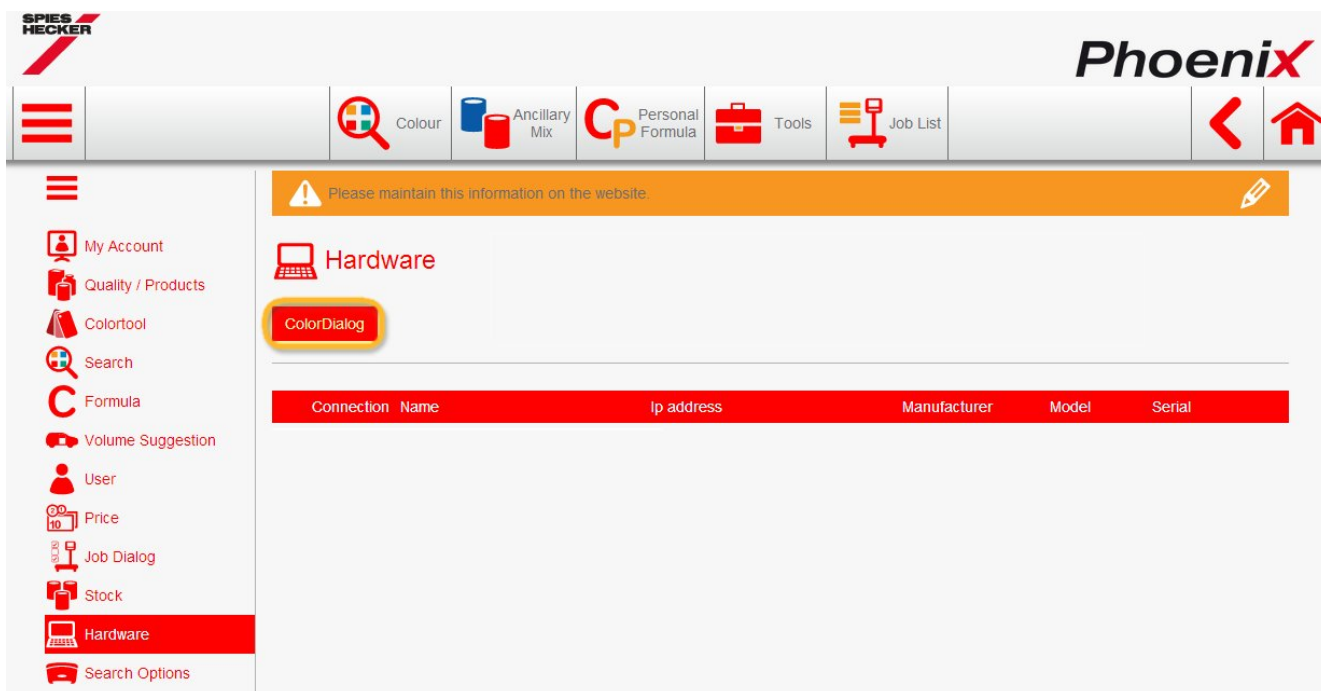 SPIES
HECKER
Phoenix
Colour
Ancillary
Mix
Personal
Formula
Tools
Job List
Please maintain this information on the website.
My Account
Hardware
Quality / Products
Colortool
ColorDialog
Search
Formula
Connection Name Ip address Manufacturer Model Serial
Volume Suggestion
User
Price
Job Dialog
Stock
Hardware
Search Options